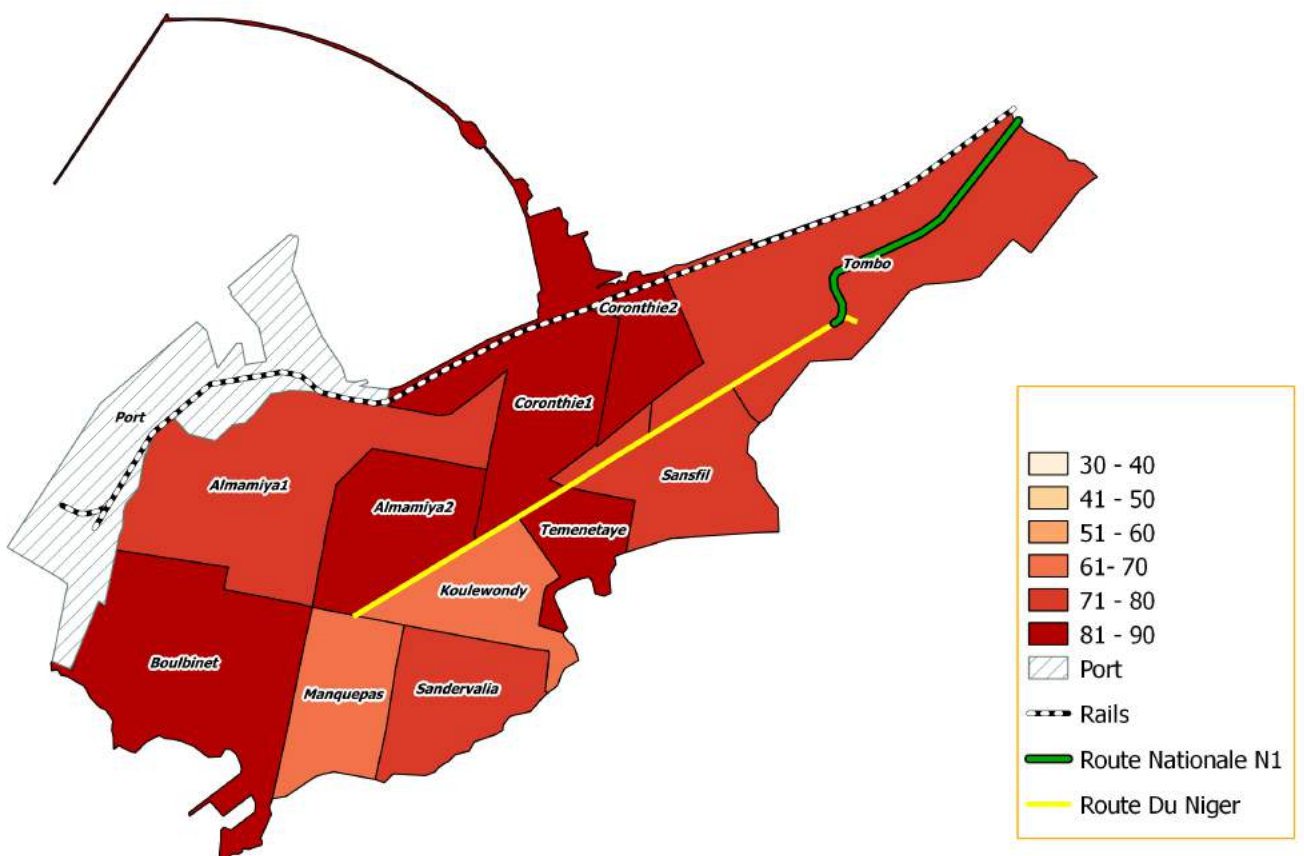 Tombo
Coronthie2
Coronthie1
Port
Sansfil
Almamiya1
Almamiya2
Temenetaye
Koulewondy
Boulbinet
Manquepas
Sandervalia
30 - 40
41 - 50
51 - 60
61- 70
71 - 80
81 - 90
Port
Rails
Route Nationale N1
Route Du Niger